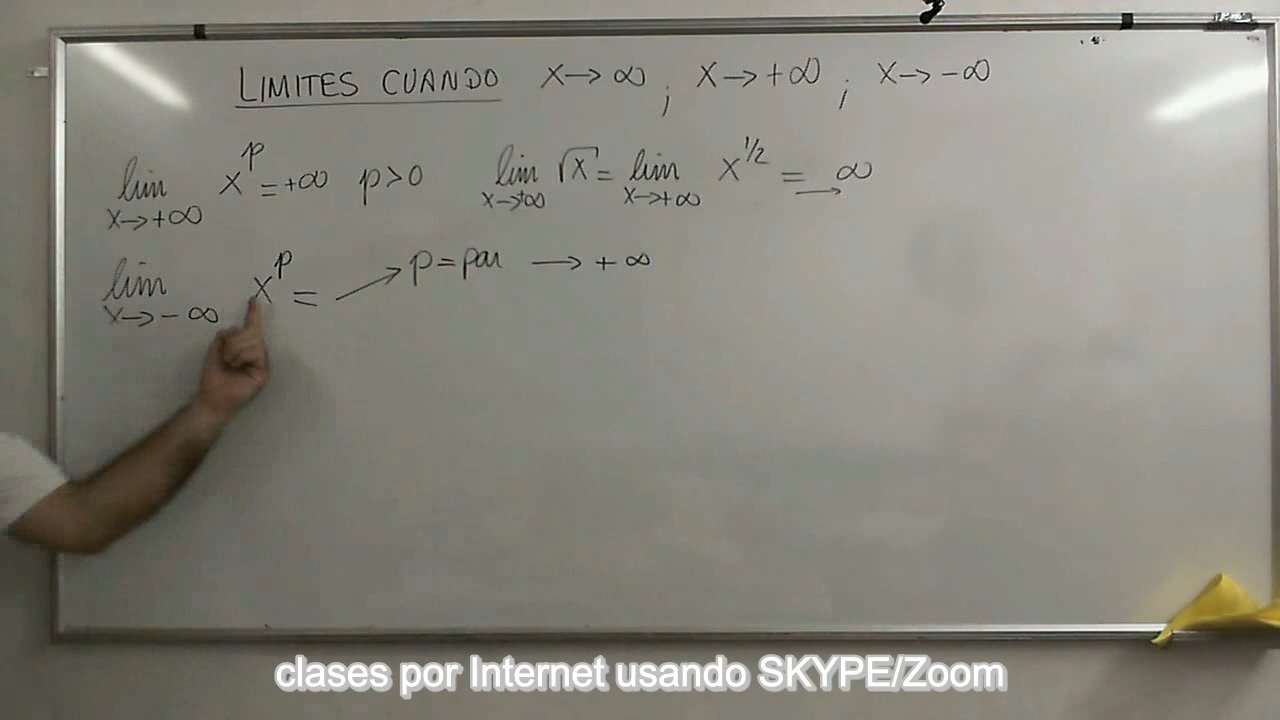 LIMITES CUANDO X→∞ ; X→+∞ ; X→-∞
lim X→+∞ X^p = +∞ p>0 lim X→+∞ √X = lim X→+∞ X^1/2 = ∞
lim X→-∞ X^p = → p=par → +∞
clases por Internet usando SKYPE/Zoom